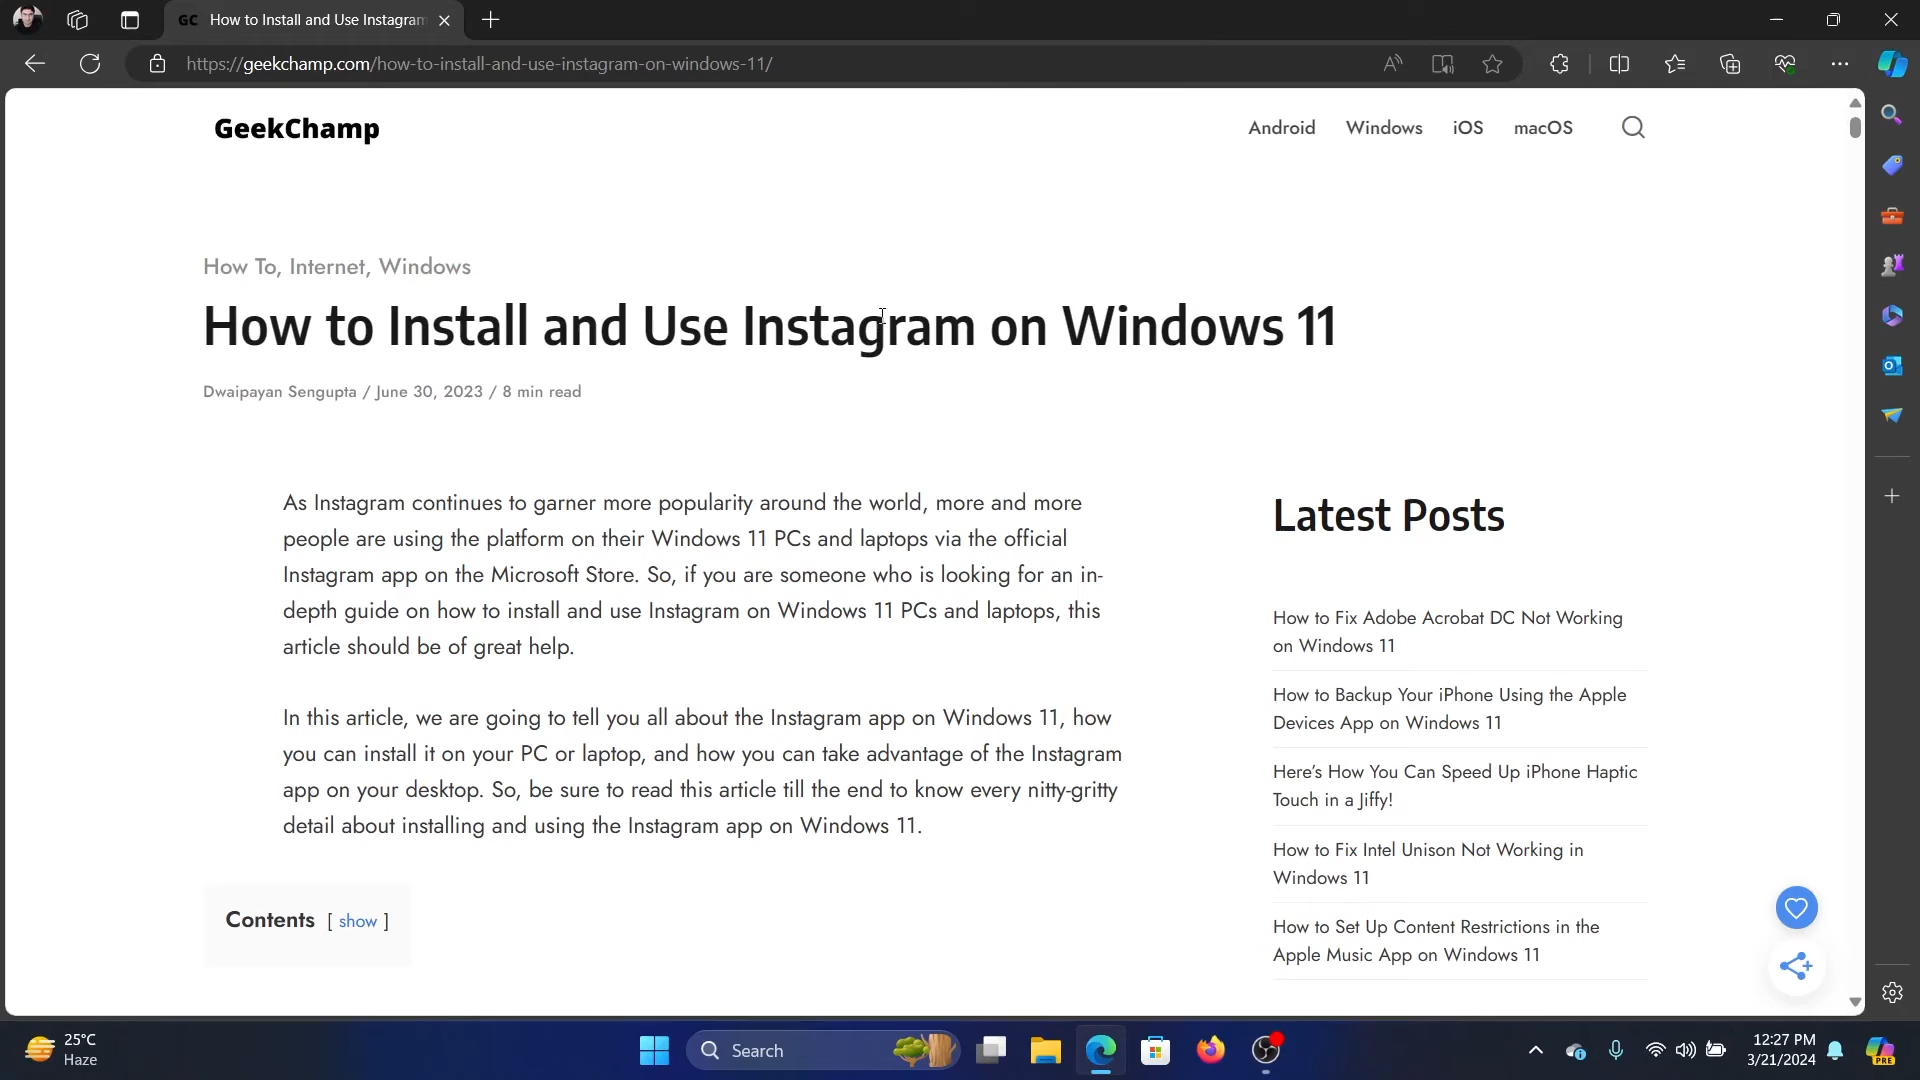 GC How to Install and Use Instagram
https://geekchamp.com/how-to-install-and-use-instagram-on-windows-11/
GeekChamp
Android Windows iOS macOS
How To, Internet, Windows
How to Install and Use Instagram on Windows 11
Dwaipayan Sengupta / June 30, 2023 / 8 min read
As Instagram continues to garner more popularity around the world, more and more
people are using the platform on their Windows 11 PCs and laptops via the official
Instagram app on the Microsoft Store. So, if you are someone who is looking for an in-
depth guide on how to install and use Instagram on Windows 11 PCs and laptops, this
article should be of great help.
In this article, we are going to tell you all about the Instagram app on Windows 11, how
you can install it on your PC or laptop, and how you can take advantage of the Instagram
app on your desktop. So, be sure to read this article till the end to know every nitty-gritty
detail about installing and using the Instagram app on Windows 11.
Contents [ show ]
Latest Posts
How to Fix Adobe Acrobat DC Not Working
on Windows 11
How to Backup Your iPhone Using the Apple
Devices App on Windows 11
Here's How You Can Speed Up iPhone Haptic
Touch in a Jiffy!
How to Fix Intel Unison Not Working in
Windows 11
How to Set Up Content Restrictions in the
Apple Music App on Windows 11
25°C
Haze
Search
12:27 PM
3/21/2024
PRE